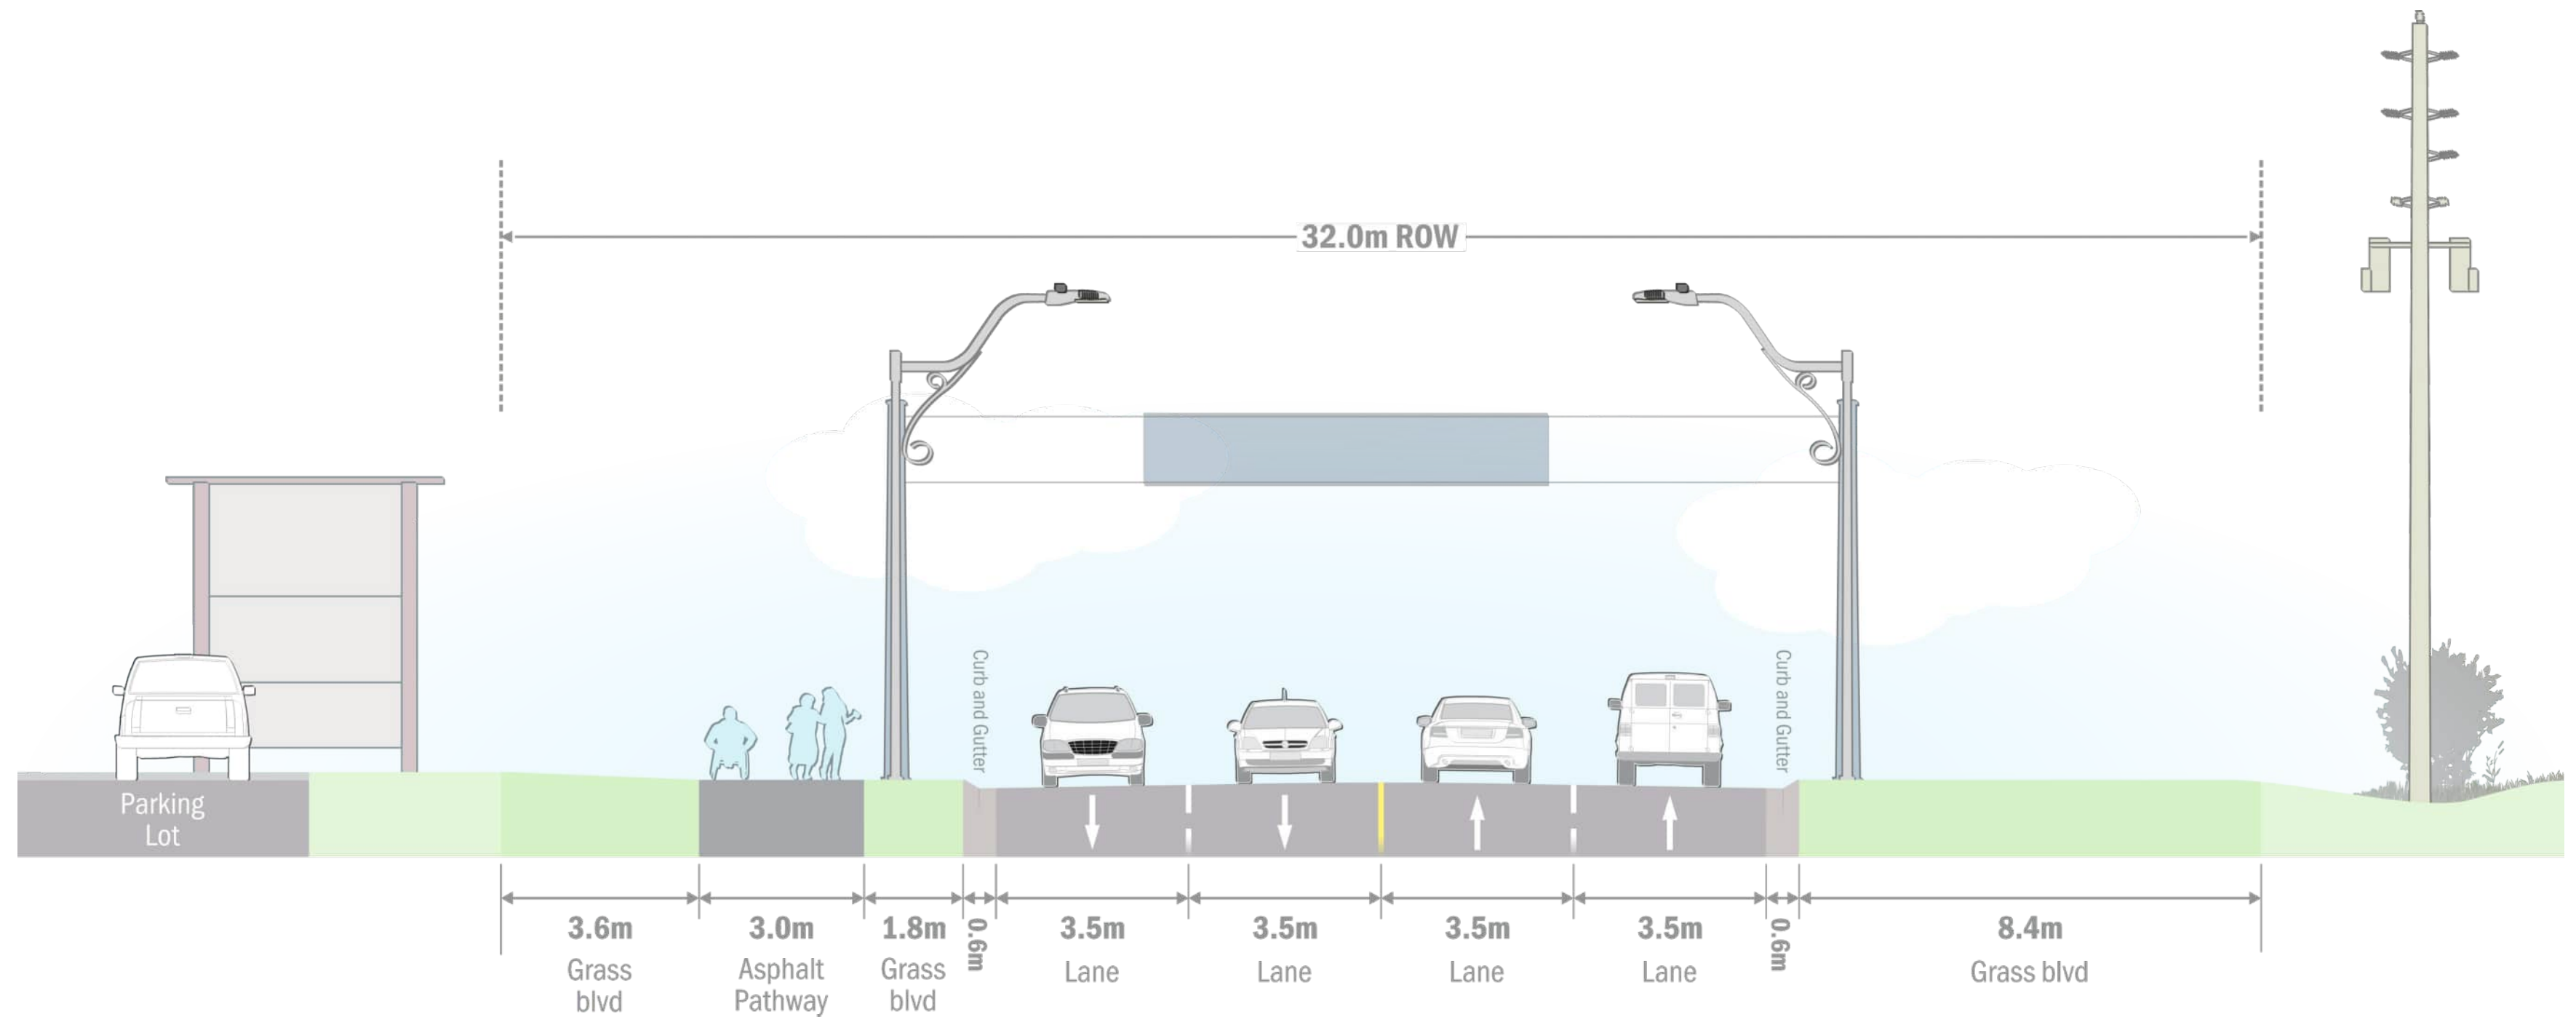 32.0m ROW
Curb and Gutter
Curb and Gutter
Parking
Lot
3.6m
Grass
blvd
3.0m
Asphalt
Pathway
1.8m
Grass
blvd
0.6m
3.5m
Lane
3.5m
Lane
3.5m
Lane
3.5m
Lane
0.6m
8.4m
Grass blvd